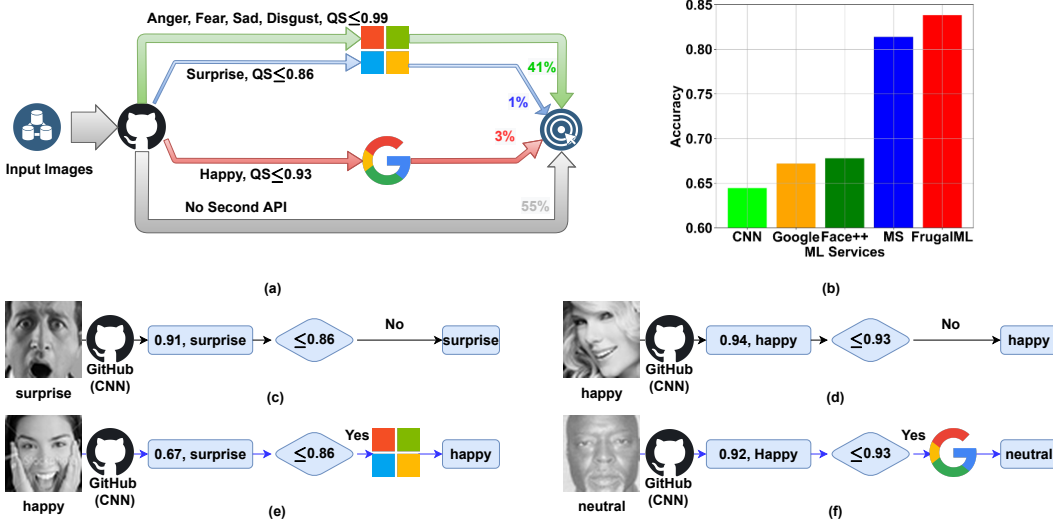 Anger, Fear, Sad, Disgust, QS≤0.99
41%
Surprise, QS≤0.86
1%
Input Images
3%
Happy, QS≤0.93
No Second API
55%
(a)
Accuracy
0.85
0.80
0.75
0.70
0.65
0.60
CNN Google Face++ MS FrugalML
ML Services
(b)
0.91, surprise
≤0.86
No
surprise
GitHub
(CNN)
surprise
(c)
0.94, happy
≤0.93
No
happy
GitHub
(CNN)
happy
(d)
0.67, surprise
≤0.86
Yes
happy
GitHub
(CNN)
happy
(e)
0.92, Happy
≤0.93
Yes
neutral
GitHub
(CNN)
neutral
(f)